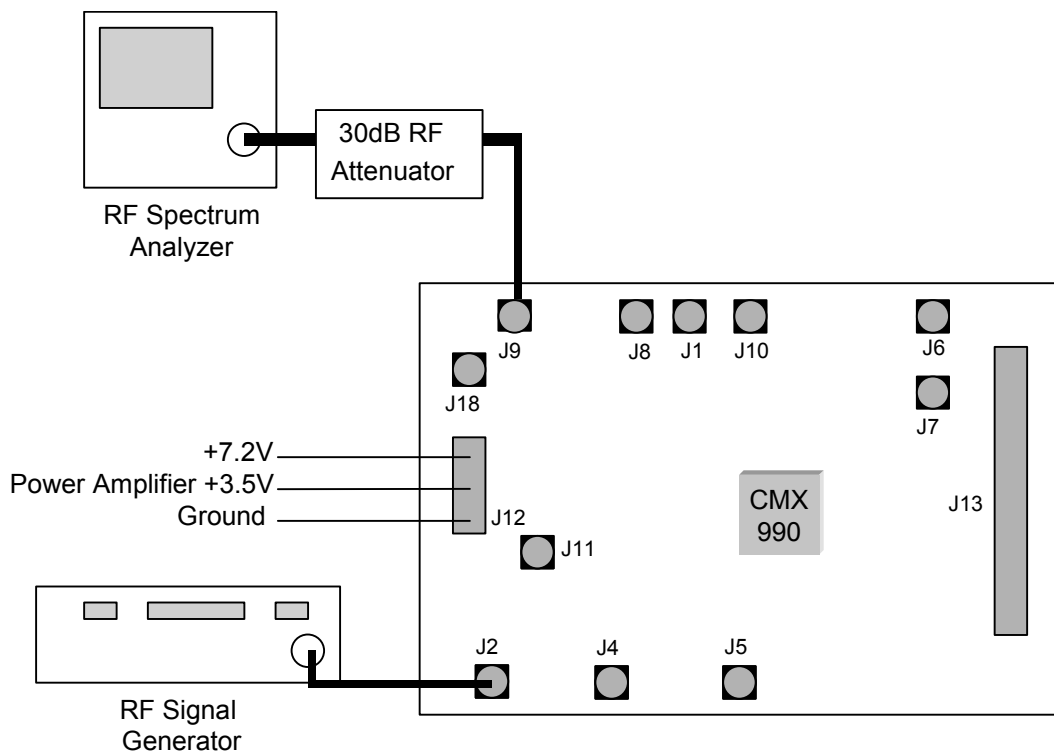 30dB RF
Attenuator
RF Spectrum
Analyzer
J9
J8
J1
J10
J6
J18
J7
+7.2V
Power Amplifier +3.5V
Ground
J12
CMX
990
J13
J11
J2
J4
J5
RF Signal
Generator